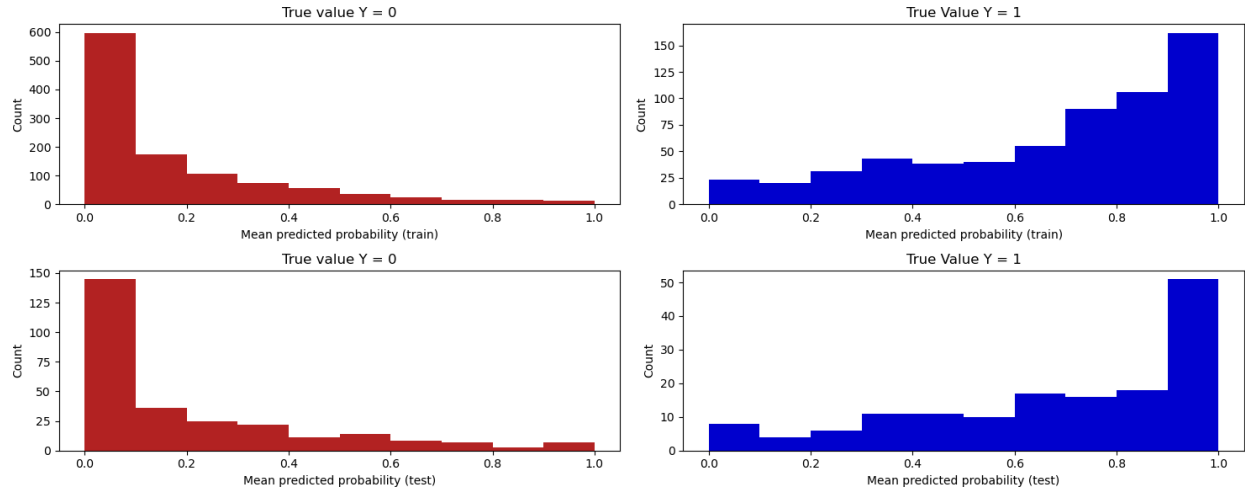 True value Y = 0
Count
600
500
400
300
200
100
0
0.0 0.2 0.4 0.6 0.8 1.0
Mean predicted probability (train)
True Value Y = 1
Count
150
125
100
75
50
25
0
0.0 0.2 0.4 0.6 0.8 1.0
Mean predicted probability (train)
True value Y = 0
Count
150
125
100
75
50
25
0
0.0 0.2 0.4 0.6 0.8 1.0
Mean predicted probability (test)
True Value Y = 1
Count
50
40
30
20
10
0
0.0 0.2 0.4 0.6 0.8 1.0
Mean predicted probability (test)